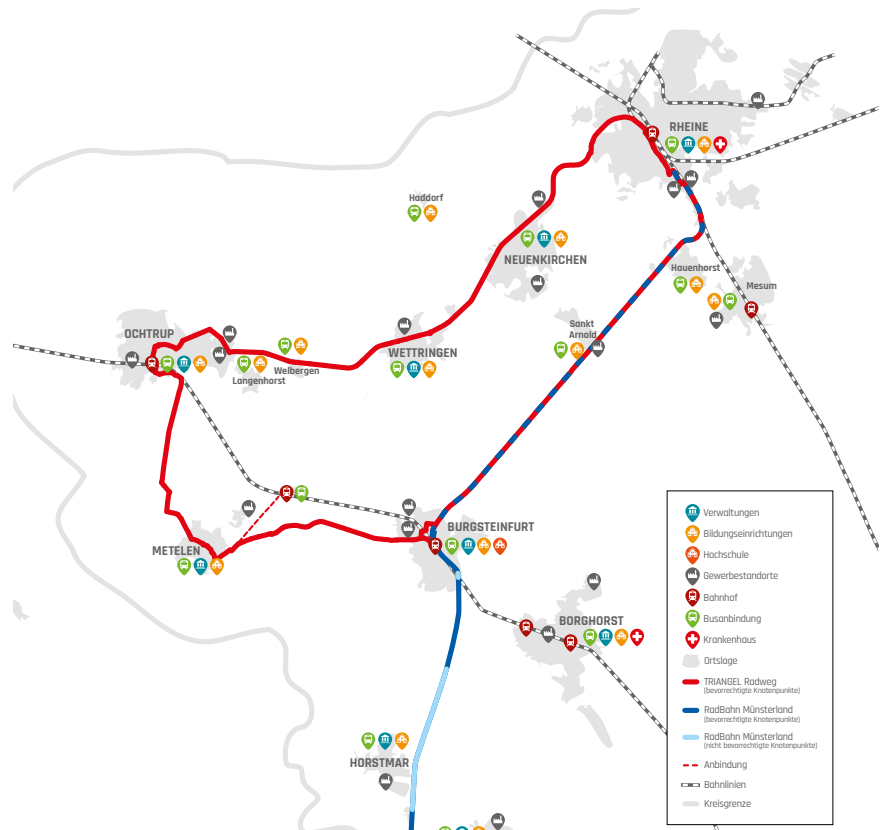 RHEINE
Haddorf
NEUENKIRCHEN
Hauenhorst
Mesum
OCHTRUP
Sankt
Arnold
WETTRINGEN
Welbergen
Langenhorst
BURGSTEINFURT
METELEN
BORGHORST
HORSTMAR
Verwaltungen
Bildungseinrichtungen
Hochschule
Gewerbestandorte
Bahnhof
Busanbindung
Krankenhaus
Ortslage
TRIANGEL Radweg
(bevorrechtigte Knotenpunkte)
RadBahn Münsterland
(bevorrechtigte Knotenpunkte)
RadBahn Münsterland
(nicht bevorrechtigte Knotenpunkte)
Anbindung
Bahnlinien
Kreisgrenze